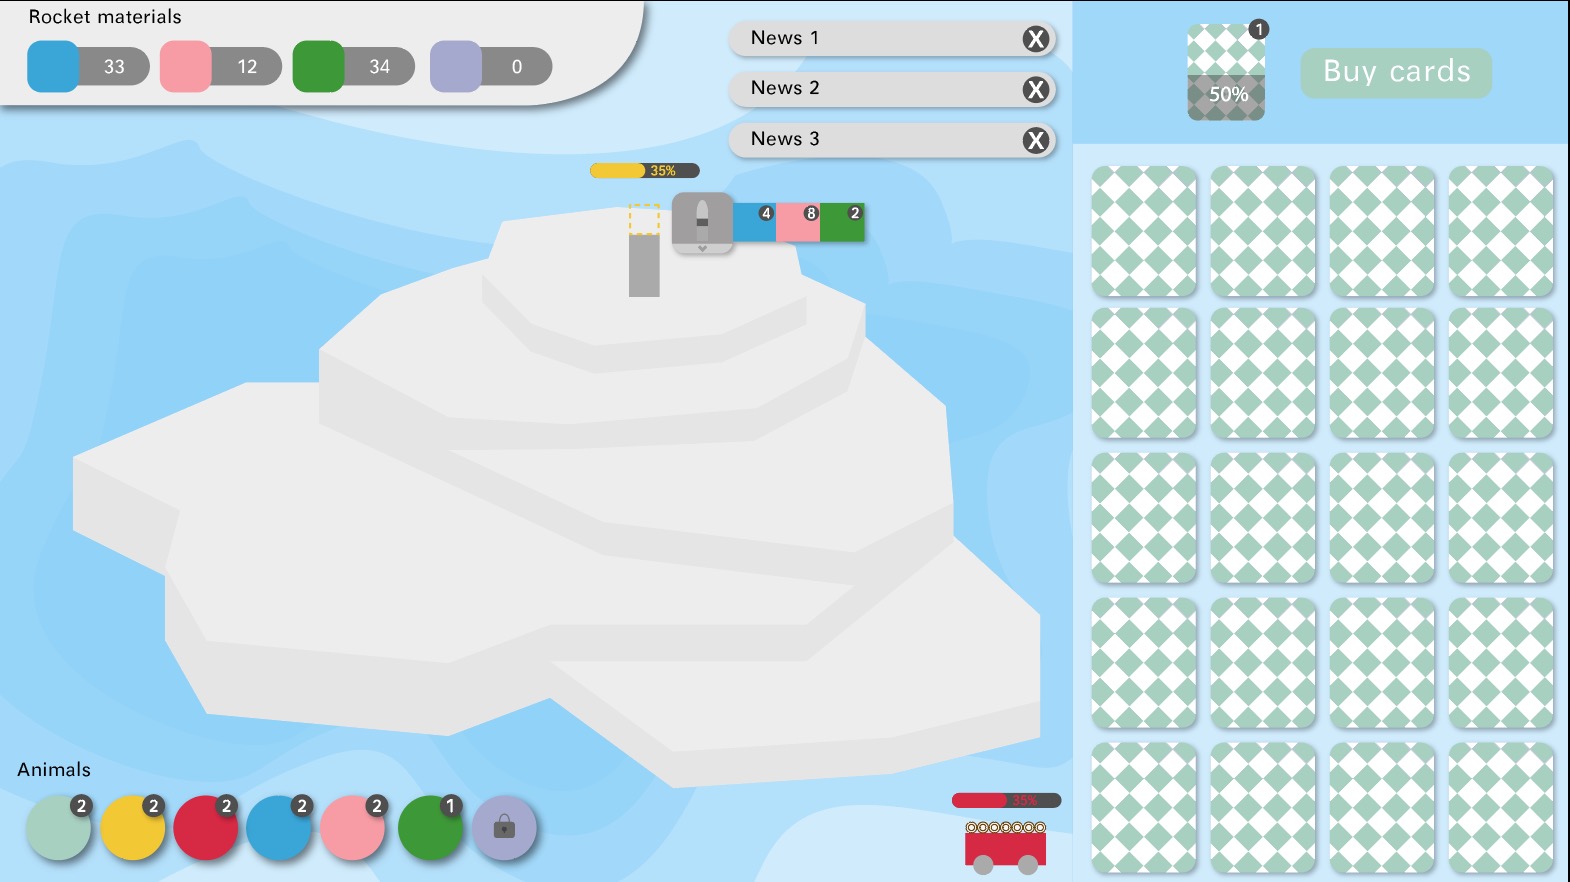 Rocket materials
33 12 34 0
News 1 X
News 2 X
News 3 X
1
50%
Buy cards
35%
4 8 2
Animals
2 2 2 2 2 1
35%